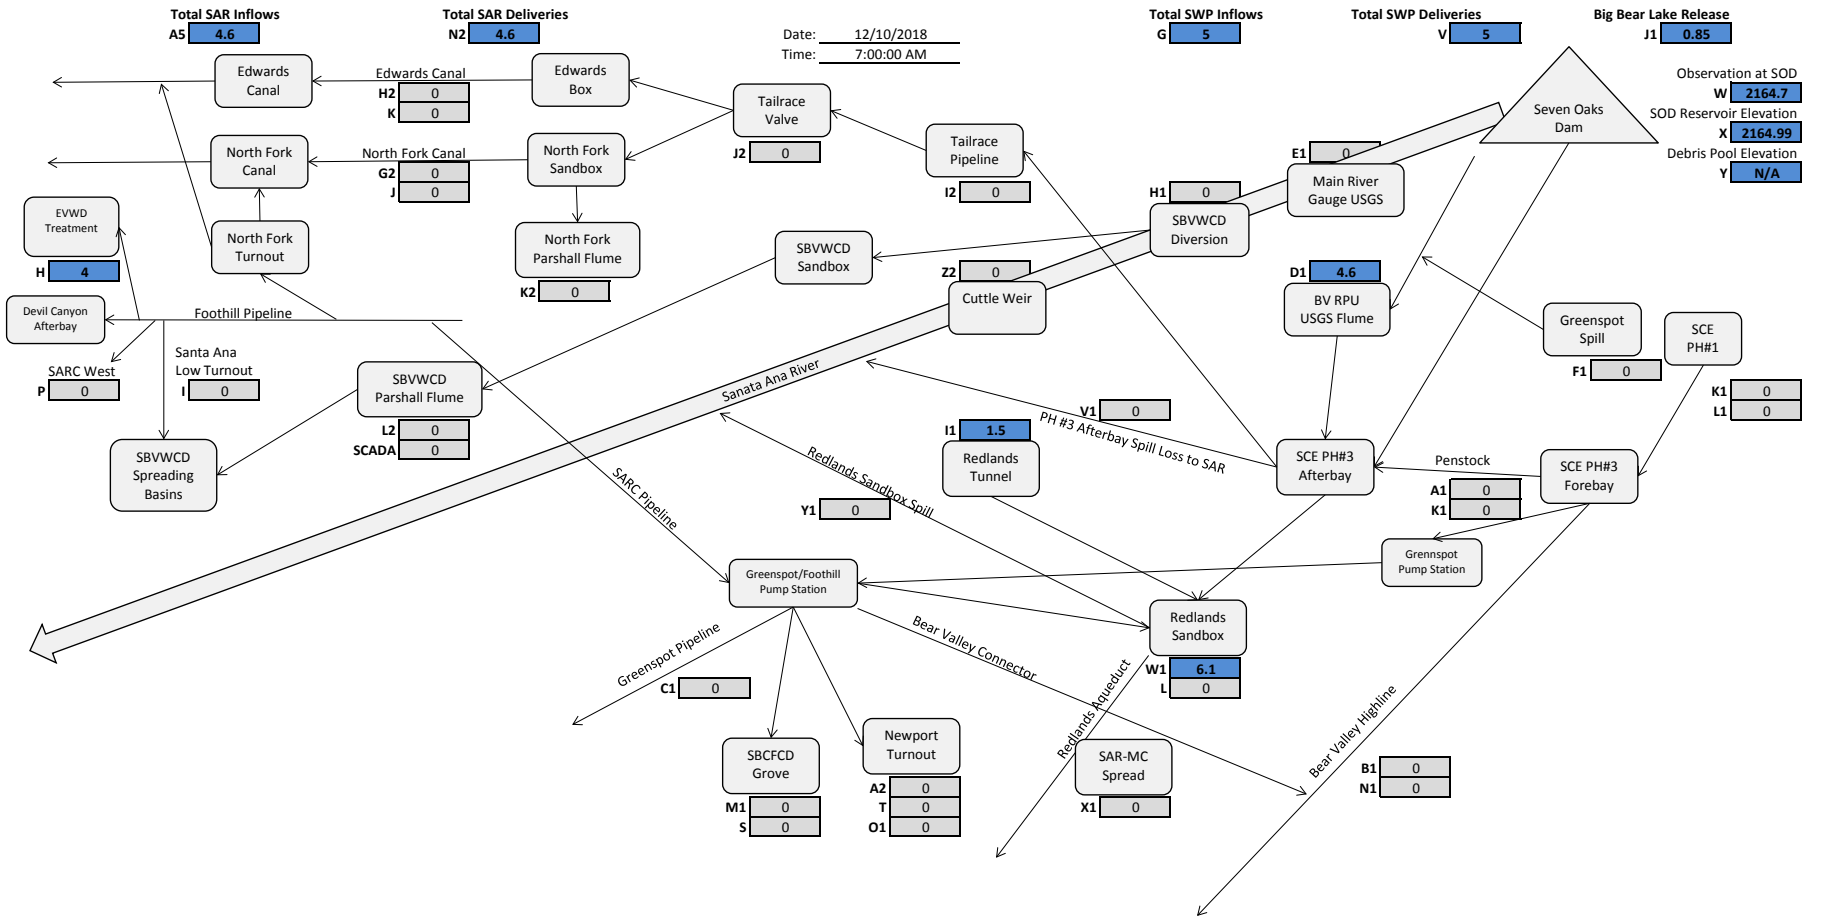 Total SAR Inflows
A5 4.6
Total SAR Deliveries
N2 4.6
Date: 12/10/2018
Time: 7:00:00 AM
Total SWP Inflows
G 5
Total SWP Deliveries
V 5
Big Bear Lake Release
J1 0.85
Observation at SOD
W 2164.7
SOD Reservoir Elevation
X 2164.99
Debris Pool Elevation
Y N/A
Seven Oaks
Dam
Edwards
Canal
Edwards Canal
H2 0
K 0
Edwards
Box
Tailrace
Valve
J2 0
Tailrace
Pipeline
I2 0
North Fork
Canal
North Fork Canal
G2 0
J 0
North Fork
Sandbox
E1 0
Main River
Gauge USGS
H1 0
SBVWCD
Diversion
EVWD
Treatment
H 4
North Fork
Turnout
North Fork
Parshall Flume
K2 0
SBVWCD
Sandbox
Z2 0
Cuttle Weir
D1 4.6
BV RPU
USGS Flume
Greenspot
Spill
F1 0
SCE
PH#1
K1 0
L1 0
Devil Canyon
Afterbay
Foothill Pipeline
SARC West
P 0
Santa Ana
Low Turnout
I 0
SBVWCD
Parshall Flume
L2 0
SCADA 0
Sanata Ana River
V1 0
PH #3 Afterbay Spill Loss to SAR
I1 1.5
Redlands
Tunnel
SBVWCD
Spreading
Basins
SARC Pipeline
Redlands Sandbox Spill
Y1 0
SCE PH#3
Afterbay
Penstock
A1 0
K1 0
SCE PH#3
Forebay
Grennspot
Pump Station
Greenspot/Foothill
Pump Station
Redlands
Sandbox
W1 6.1
L 0
Greenspot Pipeline
C1 0
Bear Valley Connector
Redlands Aqueduct
Bear Valley Highline
SBCFCD
Grove
M1 0
S 0
Newport
Turnout
A2 0
T 0
O1 0
SAR-MC
Spread
X1 0
B1 0
N1 0